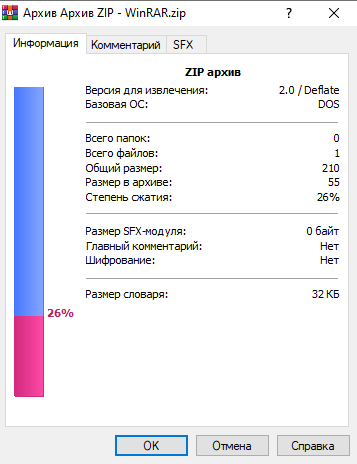 Архив Архив ZIP - WinRAR.zip ? ×
Информация Комментарий SFX
ZIP архив
Версия для извлечения: 2.0 / Deflate
Базовая ОС: DOS
Всего папок: 0
Всего файлов: 1
Общий размер: 210
Размер в архиве: 55
Степень сжатия: 26%
Размер SFX-модуля: 0 байт
Главный комментарий: Нет
Шифрование: Нет
Размер словаря: 32 КБ
26%
OK Отмена Справка